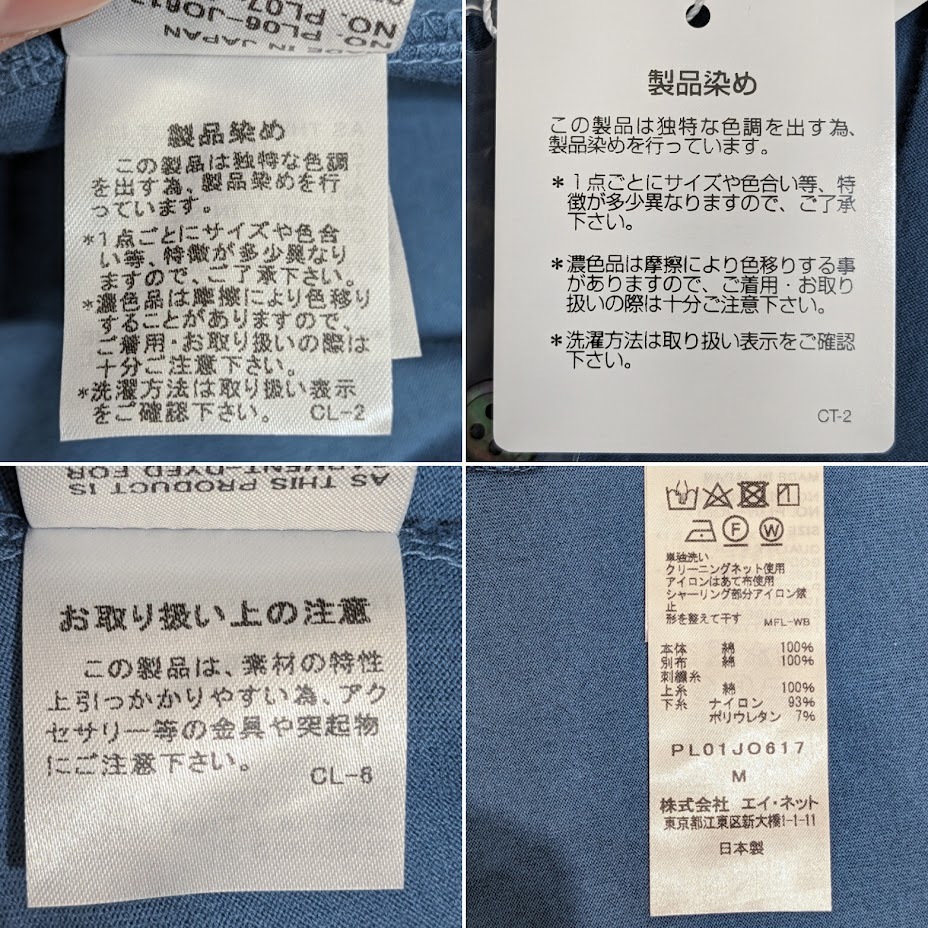 NO. PL07-
NO. PL06-JO617
MADE IN JAPAN
製品染め
この製品は独特な色調
を出す為、製品染めを行
っています。
*1点ごとにサイズや色合
い等、特徴が多少異なり
ますので、ご了承下さい。
*濃色品は摩擦により色移り
することがありますので、
ご着用・お取り扱いの際は
十分ご注意下さい。
*洗濯方法は取り扱い表示
をご確認下さい。 CL-2
製品染め
この製品は独特な色調を出す為、
製品染めを行っています。
*1点ごとにサイズや色合い等、特
徴が多少異なりますので、ご了承
下さい。
*濃色品は摩擦により色移りする事
がありますので、ご着用・お取り
扱いの際は十分ご注意下さい。
*洗濯方法は取り扱い表示をご確認
下さい。
CT-2
AS THIS PRODUCT IS
GARMENT-DYED FOR
お取り扱い上の注意
この製品は、素材の特性
上引っかかりやすい為、アク
セサリー等の金具や突起物
にご注意下さい。
CL-8
F W
単独洗い
クリーニングネット使用
アイロンはあて布使用
シャーリング部分アイロン禁
止
形を整えて干す MFL-WB
本体 綿 100%
別布 綿 100%
刺繍糸
上糸 綿 100%
下糸 ナイロン 93%
ポリウレタン 7%
PL01JO617
M
株式会社 エイ・ネット
東京都江東区新大橋1-1-11
日本製